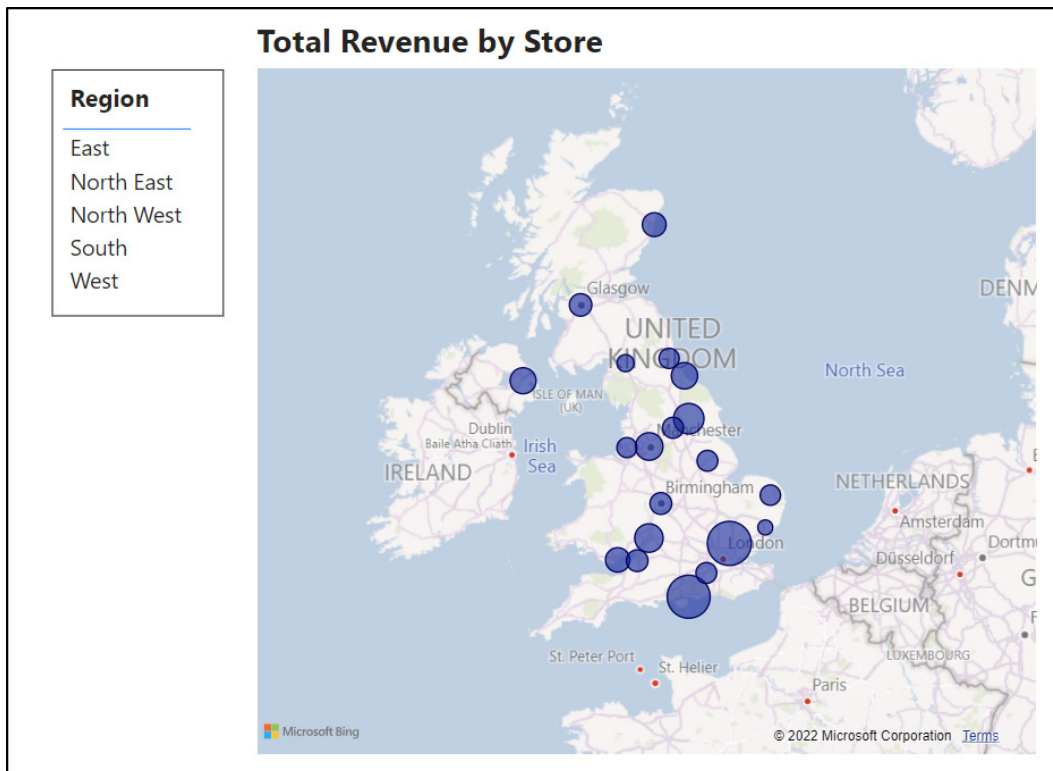 Total Revenue by Store
Region
East
North East
North West
South
West
Glasgow
UNITED
KINGDOM
DENM
North Sea
ISLE OF MAN
(UK)
Dublin
Baile Atha Cliath
Irish
Sea
Manchester
IRELAND
Birmingham
NETHERLANDS
Amsterdam
London
Dortmu
Düsseldorf
G
BELGIUM
F
LUXEMBOURG
St. Peter Port
St. Helier
Paris
Microsoft Bing
© 2022 Microsoft Corporation Terms